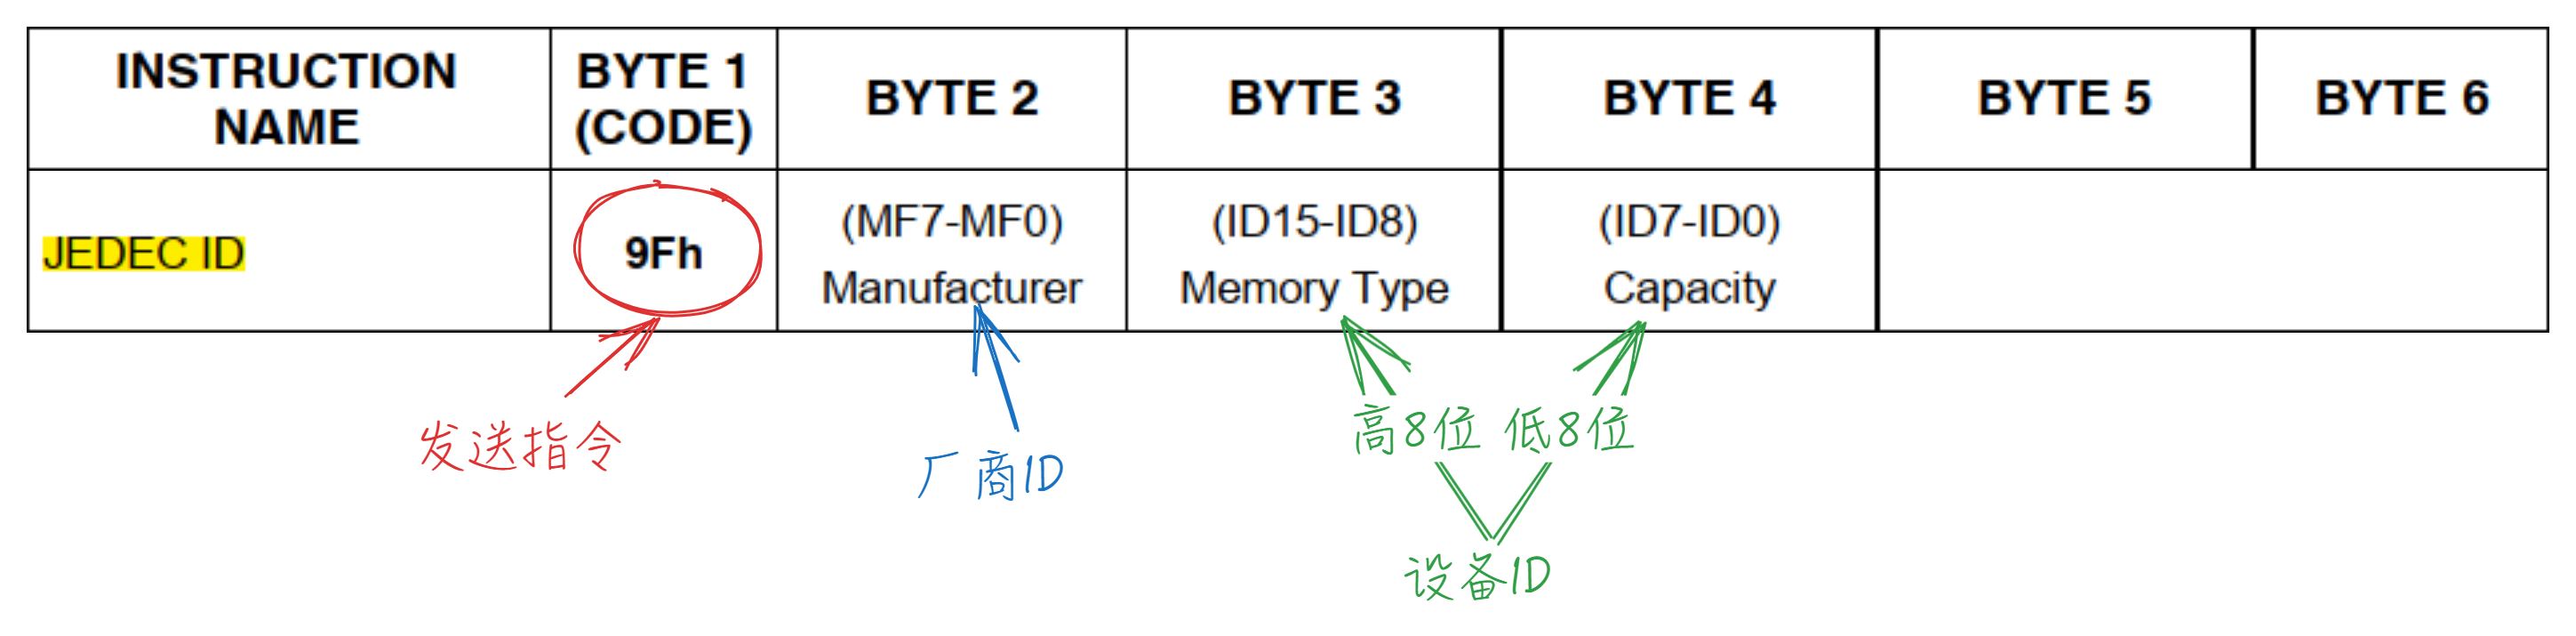 INSTRUCTION NAME
BYTE 1 (CODE)
BYTE 2
BYTE 3
BYTE 4
BYTE 5
BYTE 6
JEDEC ID
9Fh
(MF7-MF0)
Manufacturer
(ID15-ID8)
Memory Type
(ID7-ID0)
Capacity
发送指令
厂商ID
高8位 低8位
设备ID